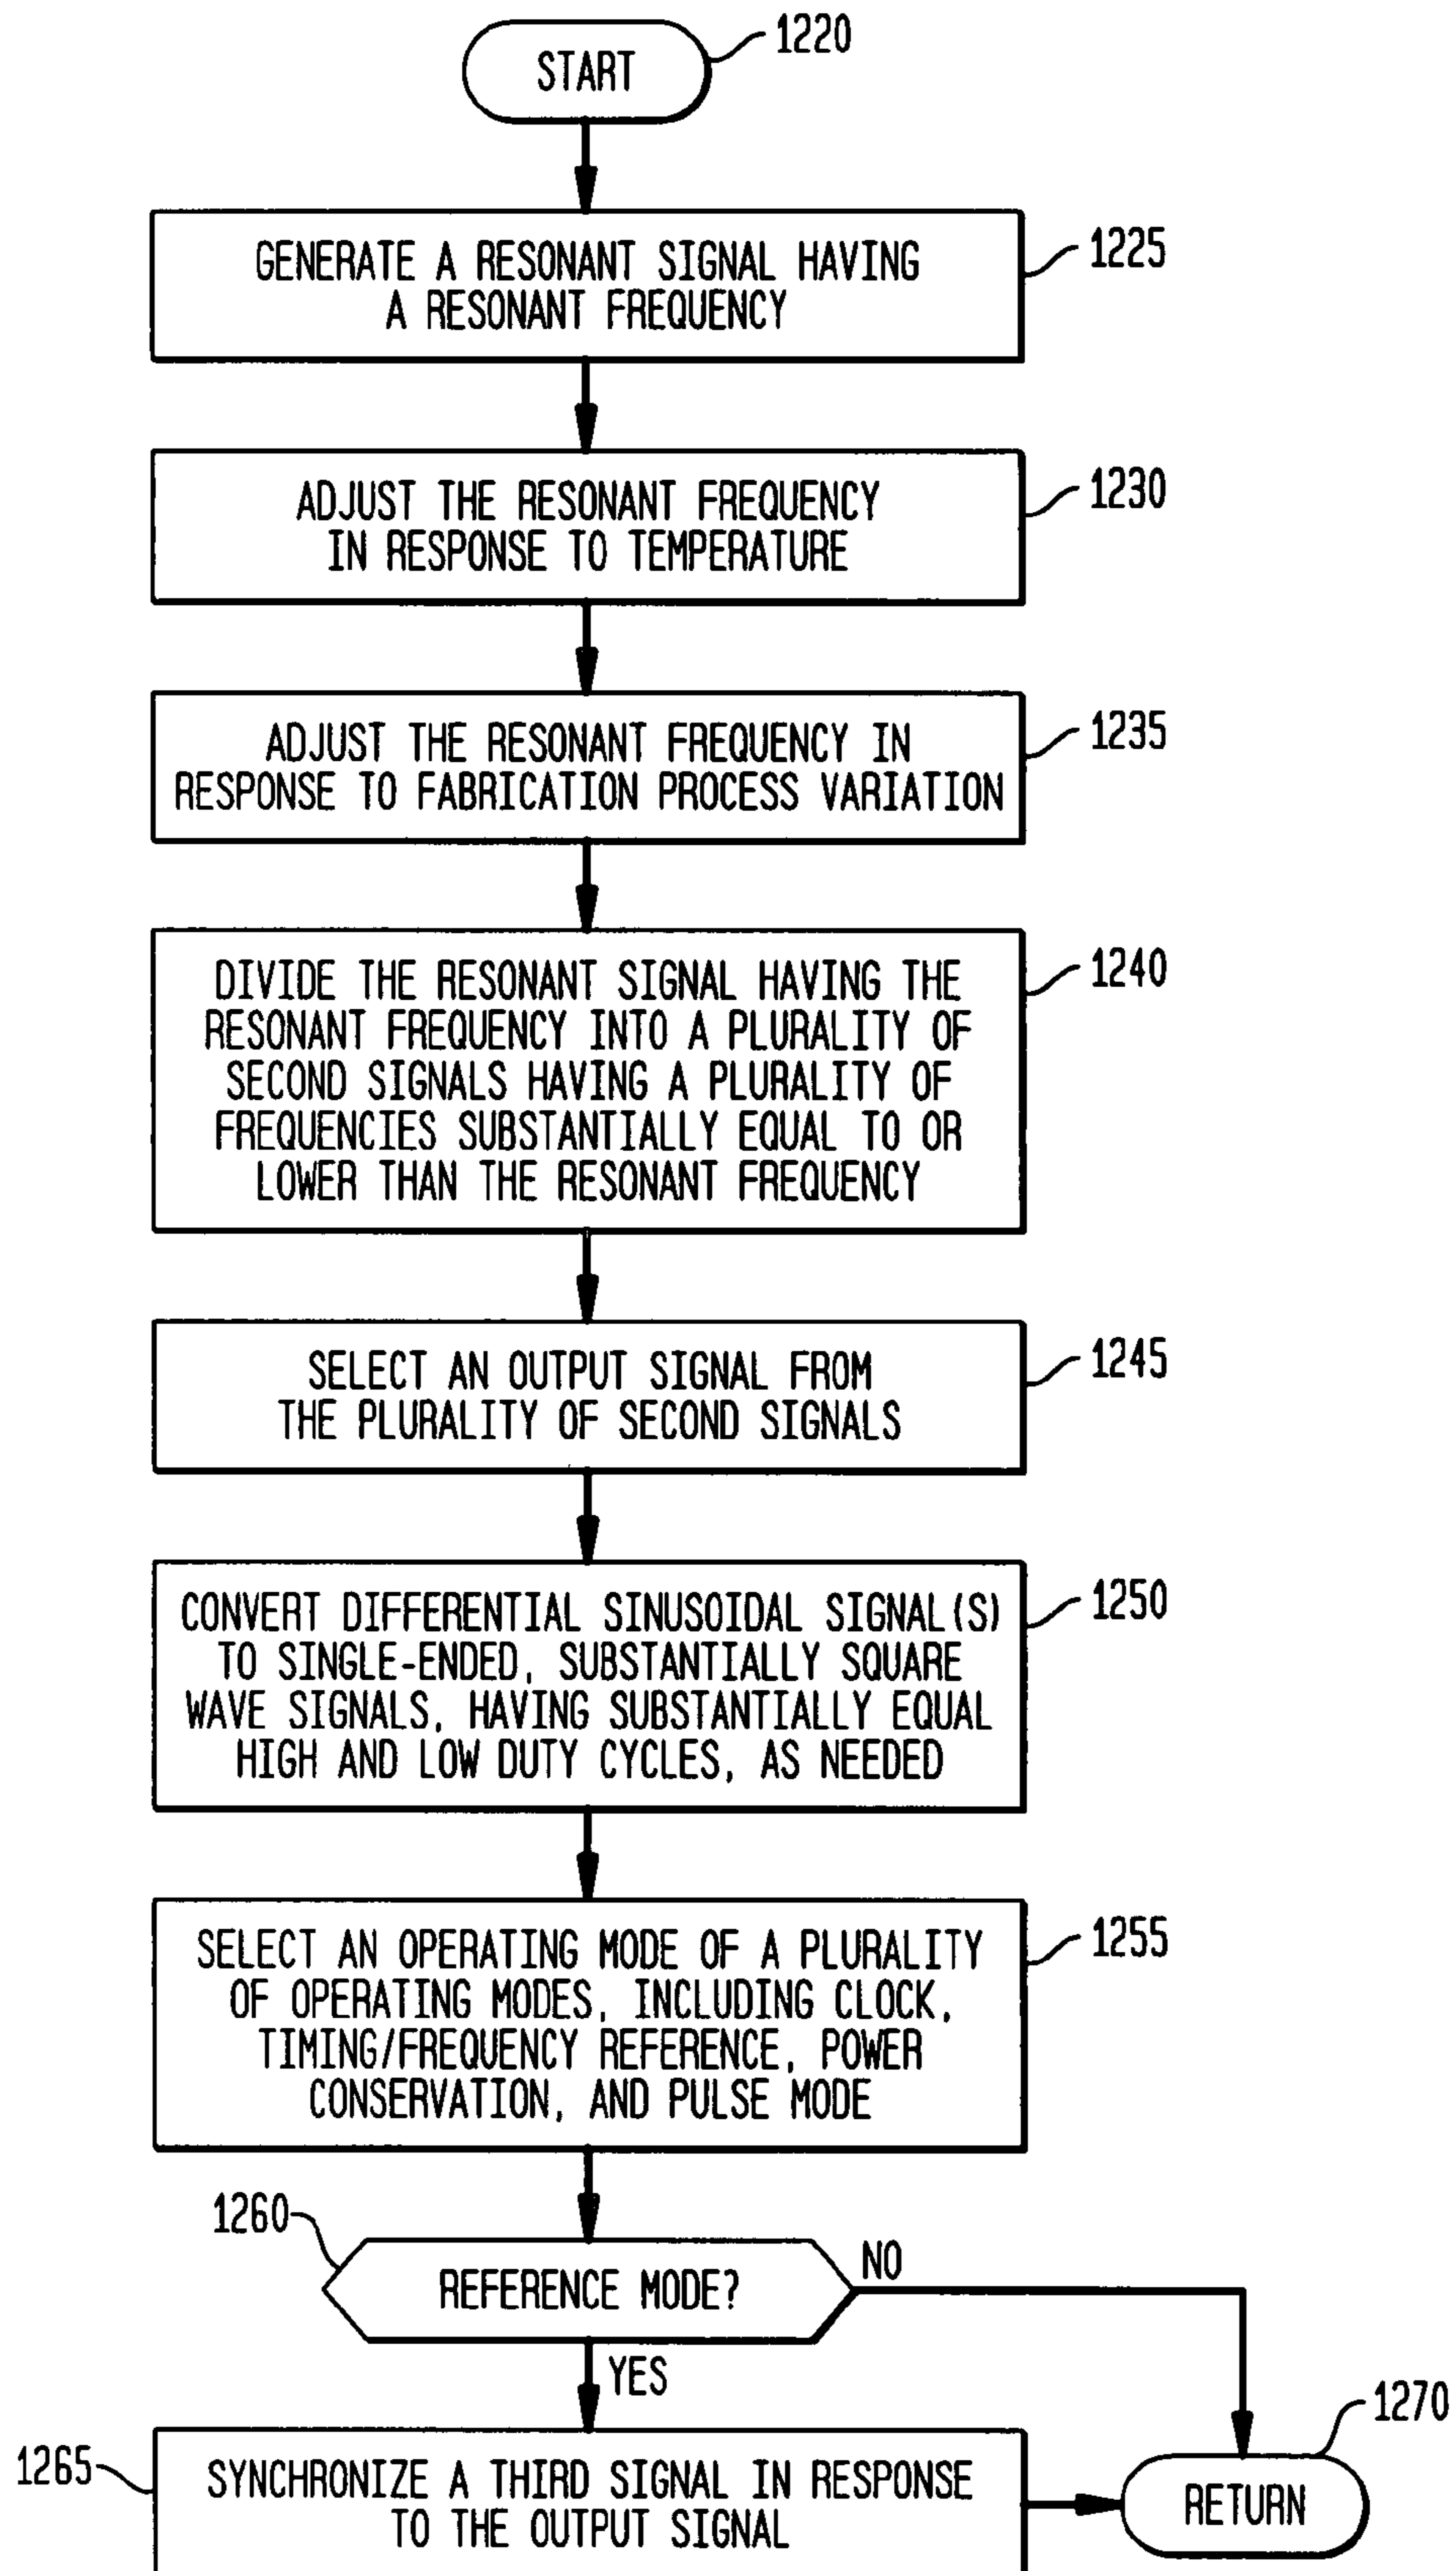 START
1220
GENERATE A RESONANT SIGNAL HAVING
A RESONANT FREQUENCY
1225
ADJUST THE RESONANT FREQUENCY
IN RESPONSE TO TEMPERATURE
1230
ADJUST THE RESONANT FREQUENCY IN
RESPONSE TO FABRICATION PROCESS VARIATION
1235
DIVIDE THE RESONANT SIGNAL HAVING THE
RESONANT FREQUENCY INTO A PLURALITY OF
SECOND SIGNALS HAVING A PLURALITY OF
FREQUENCIES SUBSTANTIALLY EQUAL TO OR
LOWER THAN THE RESONANT FREQUENCY
1240
SELECT AN OUTPUT SIGNAL FROM
THE PLURALITY OF SECOND SIGNALS
1245
CONVERT DIFFERENTIAL SINUSOIDAL SIGNAL(S)
TO SINGLE-ENDED, SUBSTANTIALLY SQUARE
WAVE SIGNALS, HAVING SUBSTANTIALLY EQUAL
HIGH AND LOW DUTY CYCLES, AS NEEDED
1250
SELECT AN OPERATING MODE OF A PLURALITY
OF OPERATING MODES, INCLUDING CLOCK,
TIMING/FREQUENCY REFERENCE, POWER
CONSERVATION, AND PULSE MODE
1255
1260
REFERENCE MODE?
NO
YES
1265
SYNCHRONIZE A THIRD SIGNAL IN RESPONSE
TO THE OUTPUT SIGNAL
1270
RETURN